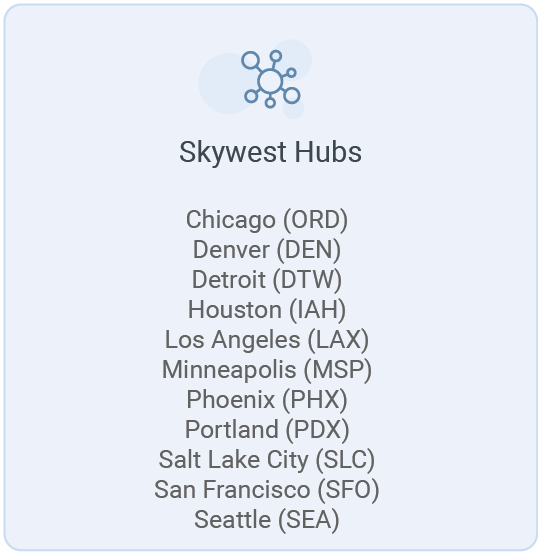 Skywest Hubs
Chicago (ORD)
Denver (DEN)
Detroit (DTW)
Houston (IAH)
Los Angeles (LAX)
Minneapolis (MSP)
Phoenix (PHX)
Portland (PDX)
Salt Lake City (SLC)
San Francisco (SFO)
Seattle (SEA)